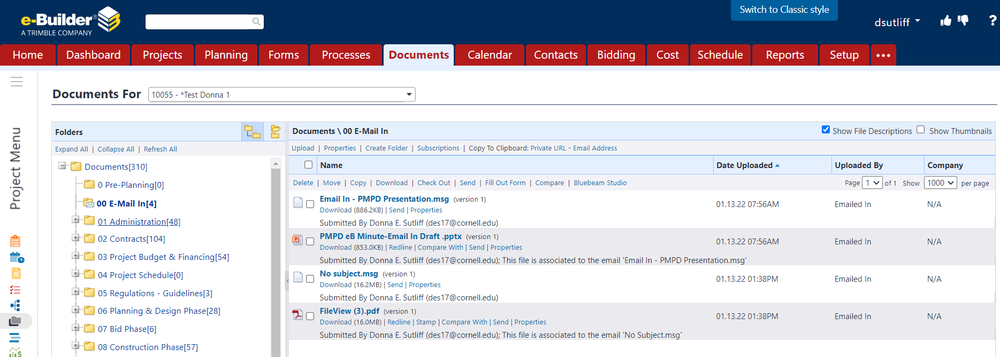 Switch to Classic style
e-Builder®
A TRIMBLE COMPANY
dsutliff
?
Home Dashboard Projects Planning Forms Processes Documents Calendar Contacts Bidding Cost Schedule Reports Setup •••
Documents For 10055 - *Test Donna 1
Project Menu
Folders
Expand All | Collapse All | Refresh All
Documents[310]
0 Pre-Planning[0]
00 E-Mail In[4]
01 Administration[48]
02 Contracts[104]
03 Project Budget & Financing[54]
04 Project Schedule[0]
05 Regulations - Guidelines[3]
06 Planning & Design Phase[28]
07 Bid Phase[6]
08 Construction Phase[57]
Documents \ 00 E-Mail In Show File Descriptions Show Thumbnails
Upload | Properties | Create Folder | Subscriptions | Copy To Clipboard: Private URL - Email Address
Name Date Uploaded Uploaded By Company
Delete | Move | Copy | Download | Check Out | Send | Fill Out Form | Compare | Bluebeam Studio Page 1 of 1 Show 1000 per page
Email In - PMPD Presentation.msg (version 1)
Download (886.2KB) | Send | Properties 01.13.22 07:56AM Emailed In N/A
Submitted By Donna E. Sutliff (des17@cornell.edu)
PMPD eB Minute-Email In Draft .pptx (version 1)
Download (853.0KB) | Redline | Compare With | Send | Properties 01.13.22 07:56AM Emailed In N/A
Submitted By Donna E. Sutliff (des17@cornell.edu); This file is associated to the email 'Email In - PMPD Presentation.msg'
No subject.msg (version 1)
Download (16.2MB) | Send | Properties 01.13.22 01:38PM Emailed In N/A
Submitted By Donna E. Sutliff (des17@cornell.edu)
FileView (3).pdf (version 1)
Download (16.0MB) | Redline | Stamp | Compare With | Send | Properties 01.13.22 01:38PM Emailed In N/A
Submitted By Donna E. Sutliff (des17@cornell.edu); This file is associated to the email 'No Subject.msg'